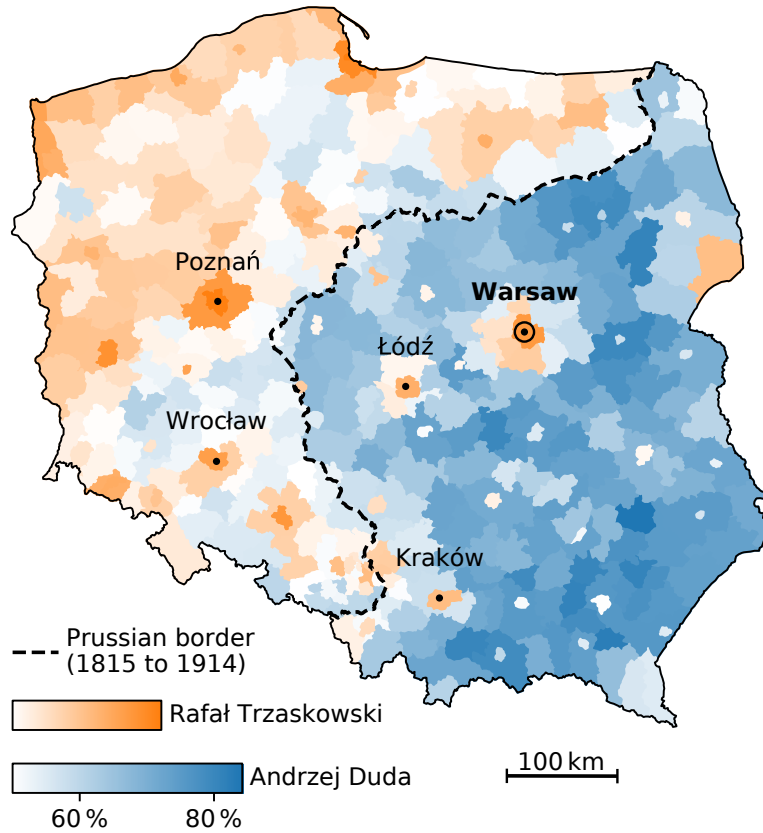 Poznań
Warsaw
Łódź
Wrocław
Kraków
Prussian border
(1815 to 1914)
Rafał Trzaskowski
Andrzej Duda
100 km
60 %
80 %